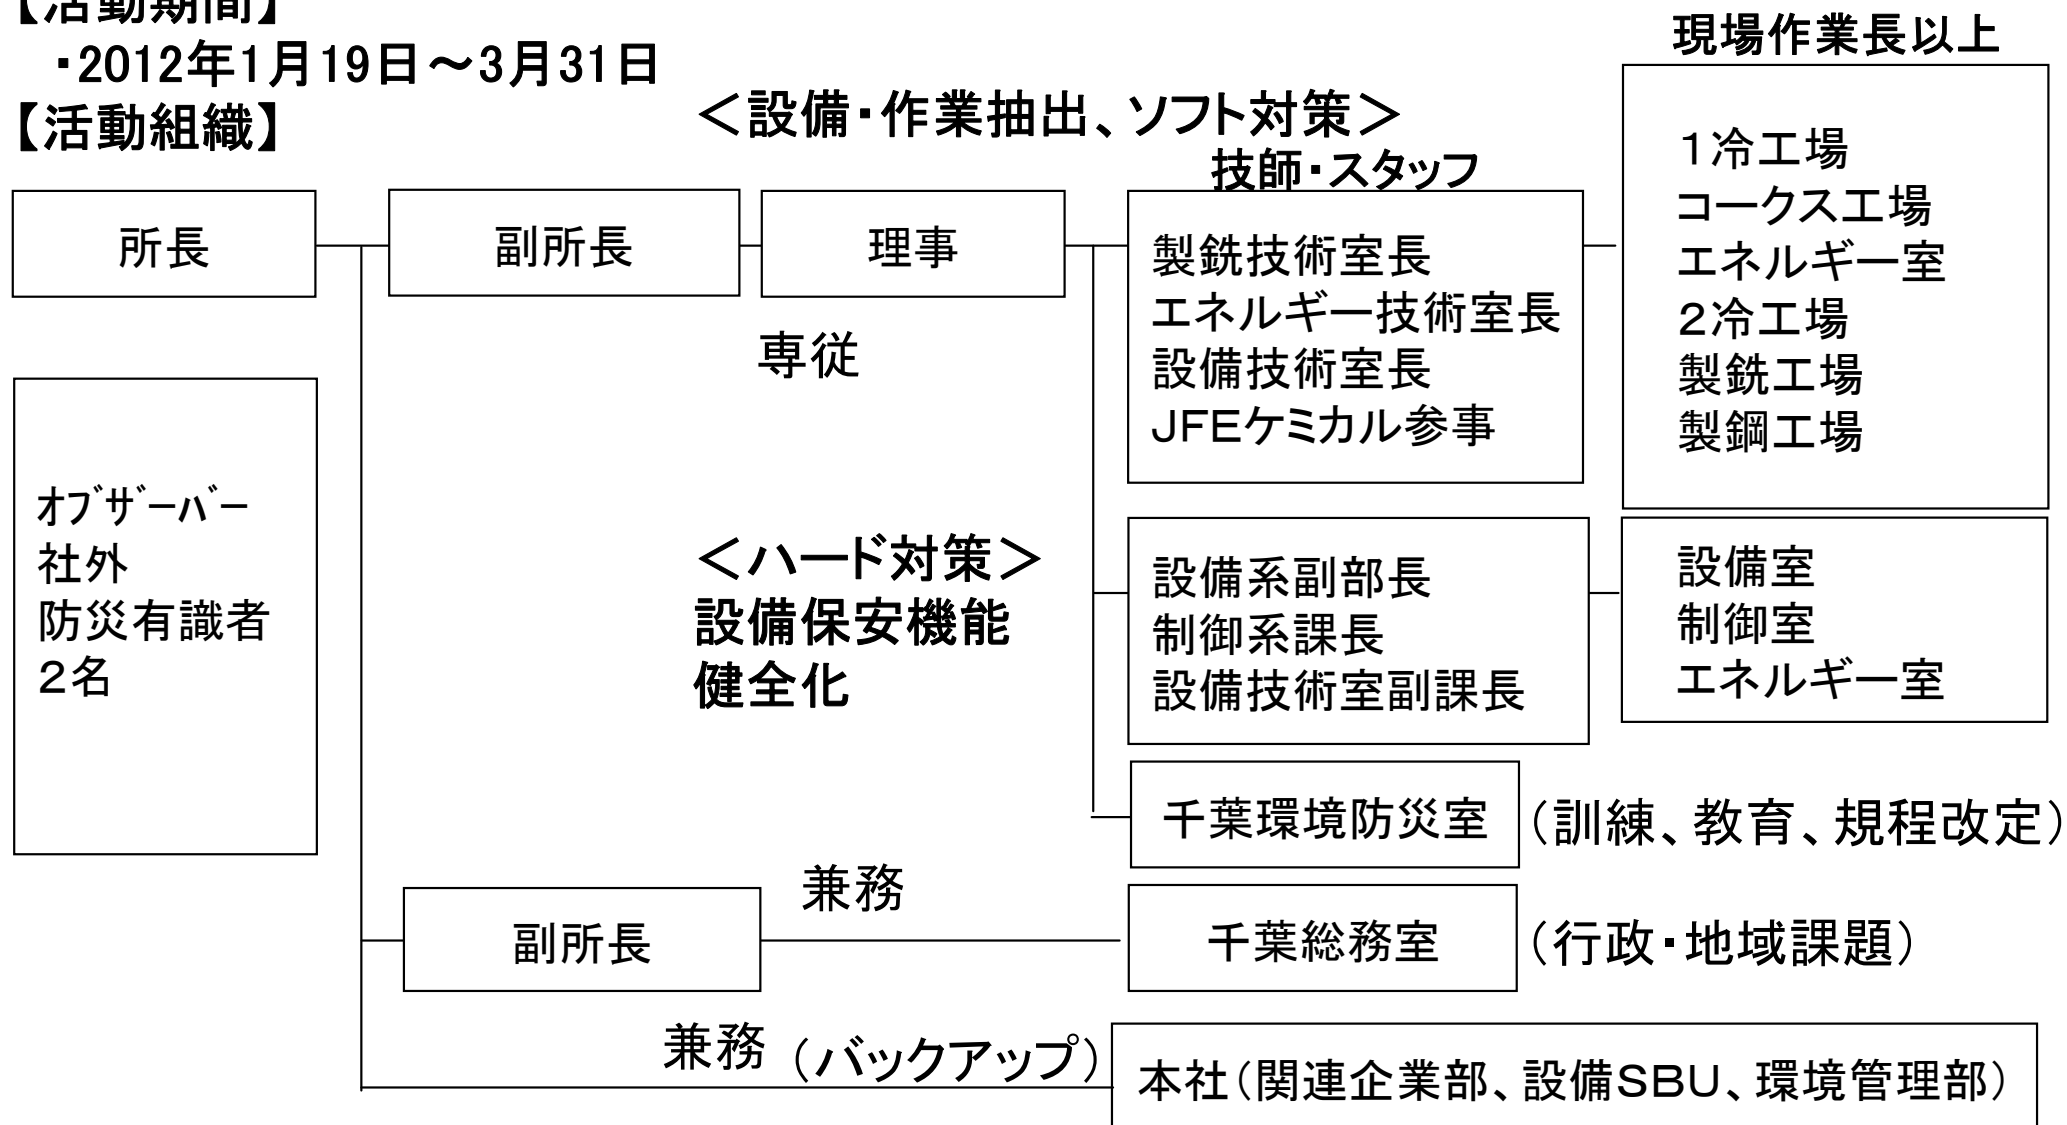 【活動期間】
・2012年1月19日～3月31日
【活動組織】
＜設備・作業抽出、ソフト対策＞
技師・スタッフ
現場作業長以上
所長
副所長
理事
専従
製銑技術室長
エネルギー技術室長
設備技術室長
JFEケミカル参事
1冷工場
コークス工場
エネルギー室
2冷工場
製銑工場
製鋼工場
ｵﾌﾞｻﾞｰﾊﾞｰ
社外
防災有識者
2名
＜ハード対策＞
設備保安機能
健全化
設備系副部長
制御系課長
設備技術室副課長
設備室
制御室
エネルギー室
千葉環境防災室（訓練、教育、規程改定）
副所長
兼務
千葉総務室（行政・地域課題）
兼務（バックアップ）
本社（関連企業部、設備SBU、環境管理部）